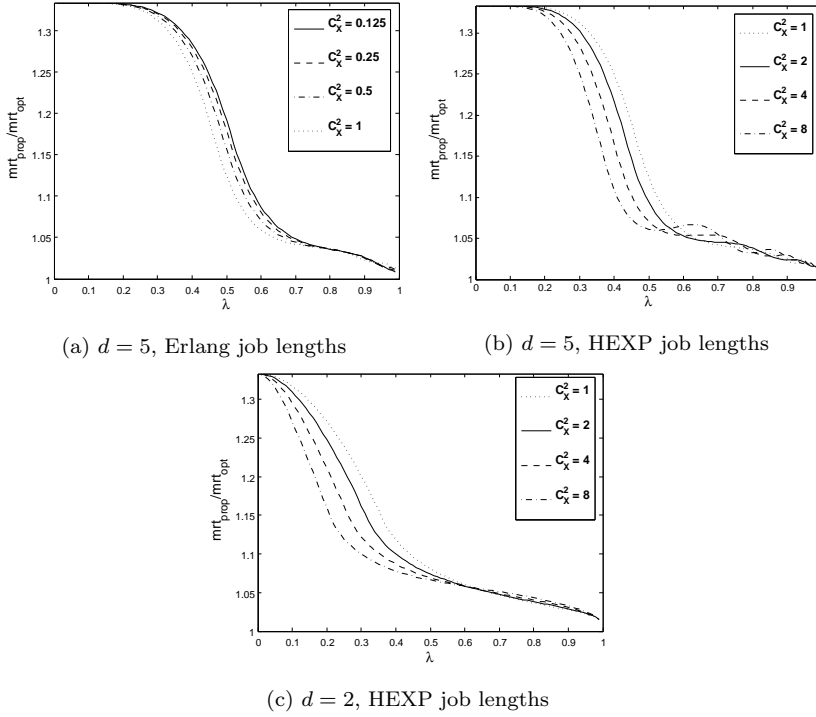 1.3
1.25
1.2
1.15
1.1
1.05
1
mrt_prop/mrt_opt
0 0.1 0.2 0.3 0.4 0.5 0.6 0.7 0.8 0.9 1
λ
C_X^2 = 0.125
C_X^2 = 0.25
C_X^2 = 0.5
C_X^2 = 1
(a) d = 5, Erlang job lengths
1.3
1.25
1.2
1.15
1.1
1.05
1
mrt_prop/mrt_opt
0 0.1 0.2 0.3 0.4 0.5 0.6 0.7 0.8 0.9
λ
C_X^2 = 1
C_X^2 = 2
C_X^2 = 4
C_X^2 = 8
(b) d = 5, HEXP job lengths
1.3
1.25
1.2
1.15
1.1
1.05
1
mrt_prop/mrt_opt
0 0.1 0.2 0.3 0.4 0.5 0.6 0.7 0.8 0.9 1
λ
C_X^2 = 1
C_X^2 = 2
C_X^2 = 4
C_X^2 = 8
(c) d = 2, HEXP job lengths